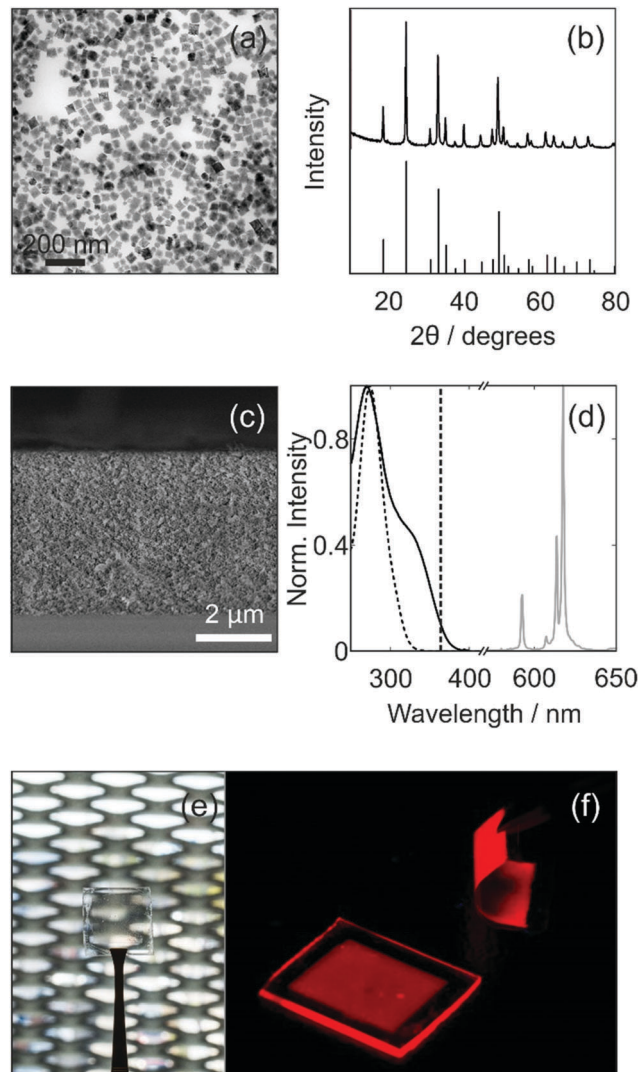 (a)
200 nm
(b)
Intensity
20
40
60
80
2θ / degrees
(c)
2 µm
(d)
Norm. Intensity
0.8
0.4
0
300
400
600
650
Wavelength / nm
(e)
(f)